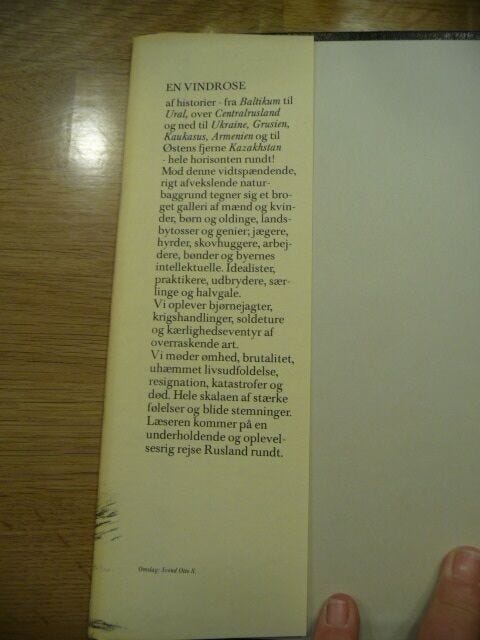 EN VINDROSE
af historier - fra Baltikum til
Ural, over Centralrusland
og ned til Ukraine, Grusien,
Kaukasus, Armenien og til
Østens fjerne Kazakhstan
- hele horisonten rundt!
Mod denne vidtspændende,
rigt afvekslende natur-
baggrund tegner sig et bro-
get galleri af mænd og kvin-
der, børn og oldinge, lands-
bytosser og genier; jægere,
hyrder, skovhuggere, arbej-
dere, bønder og byernes
intellektuelle. Idealister,
praktikere, udbrydere, sær-
linge og halvgale.
Vi oplever bjørnejagter,
krigshandlinger, soldeture
og kærlighedseventyr af
overraskende art.
Vi møder ømhed, brutalitet,
uhæmmet livsudfoldelse,
resignation, katastrofer og
død. Hele skalaen af stærke
følelser og blide stemninger.
Læseren kommer på en
underholdende og oplevel-
sesrig rejse Rusland rundt.
Omslag: Svend Otto S.